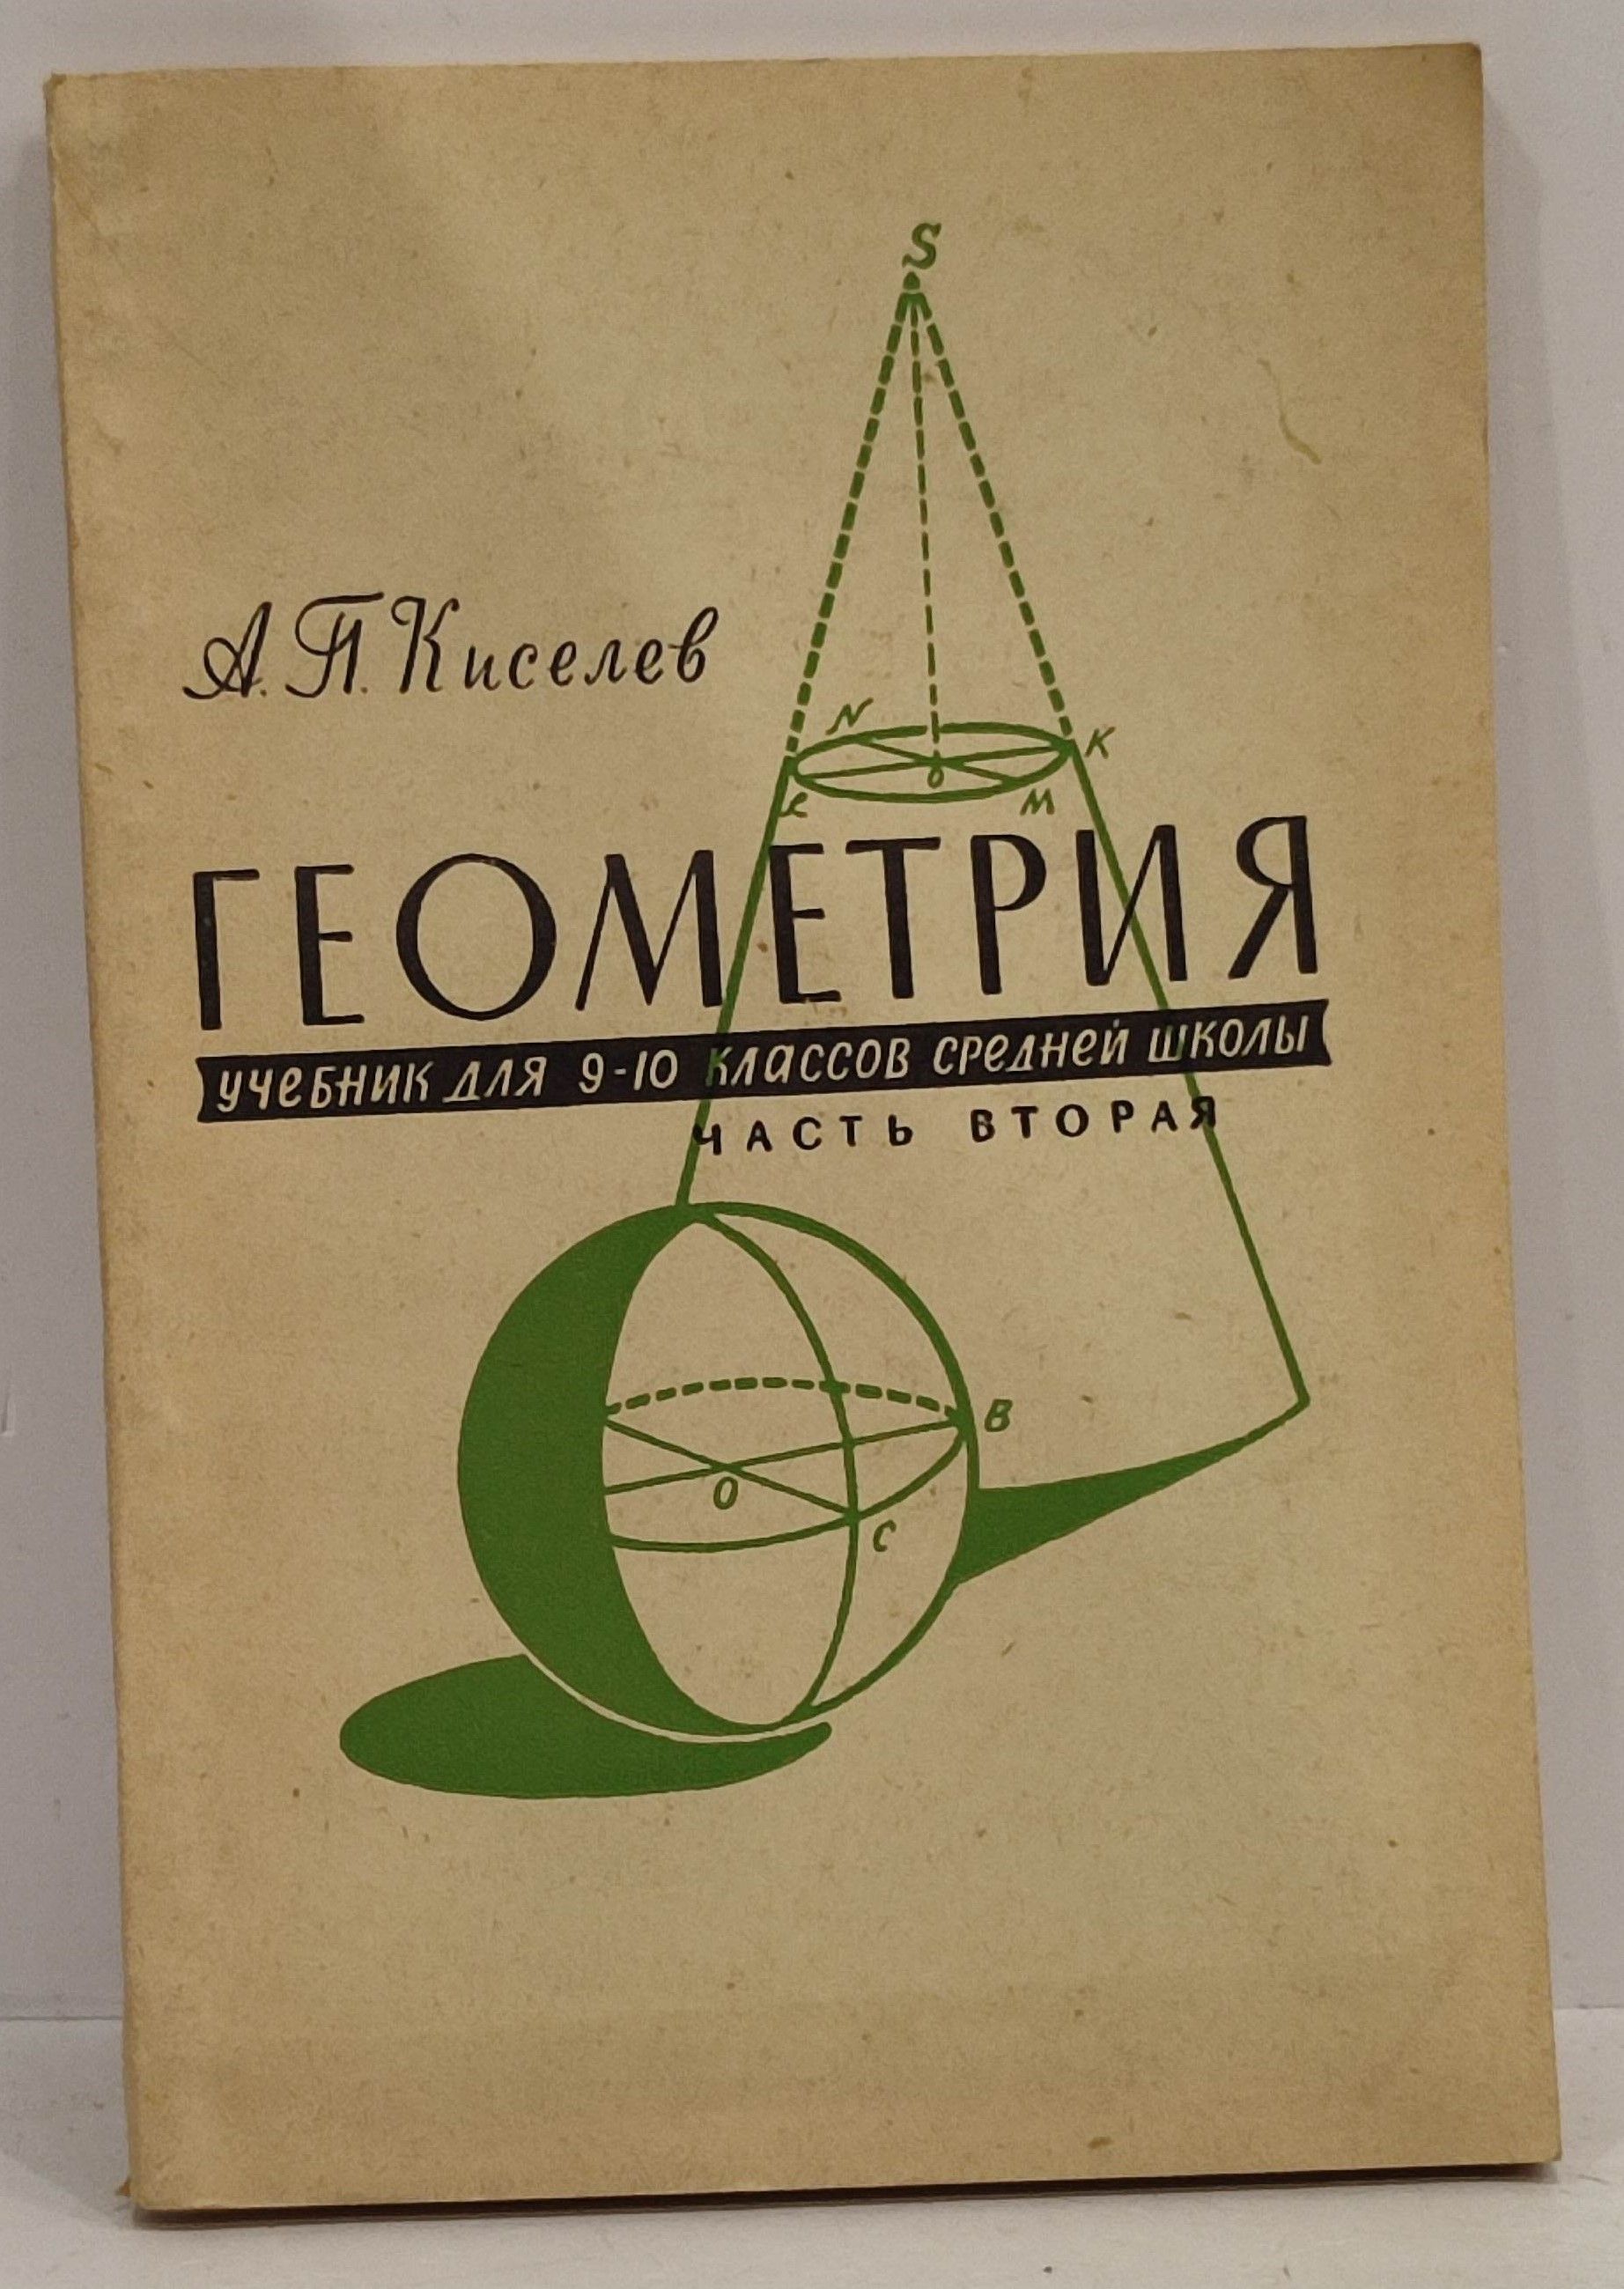 S
А. П. Киселев
N
K
O
L
M
ГЕОМЕТРИЯ
УЧЕБНИК ДЛЯ 9-10 КЛАССОВ СРЕДНЕЙ ШКОЛЫ
ЧАСТЬ ВТОРАЯ
B
O
C